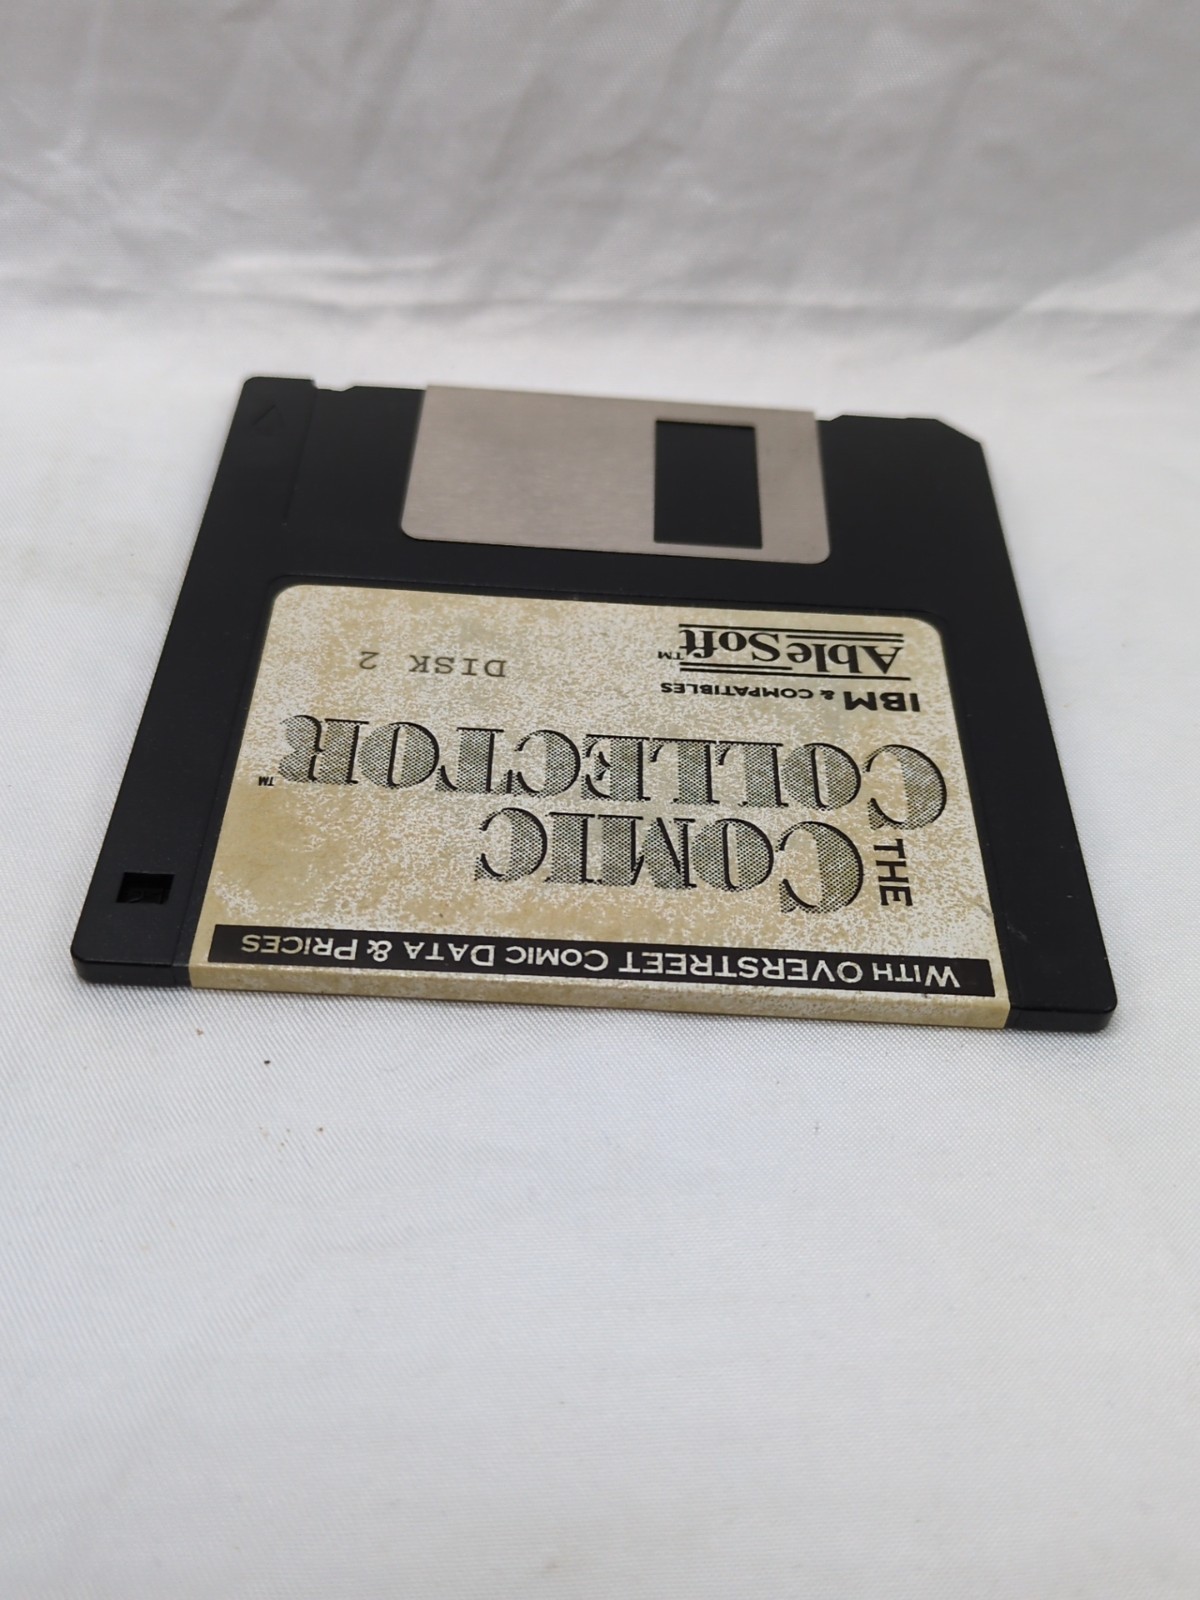 WITH OVERSTREET COMIC DATA & PRICES
THE COMIC
COLLECTOR™
IBM & COMPATIBLES
AbleSoft™
DISK 2